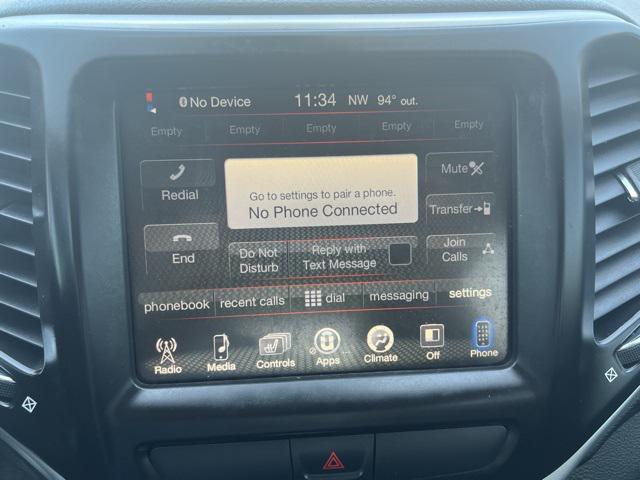 No Device 11:34 NW 94° out.
Empty Empty Empty Empty Empty
Go to settings to pair a phone.
No Phone Connected
Redial
Mute
Transfer
End
Do Not
Disturb
Reply with
Text Message
Join
Calls
phonebook recent calls dial messaging settings
Radio Media Controls Apps Climate Off Phone